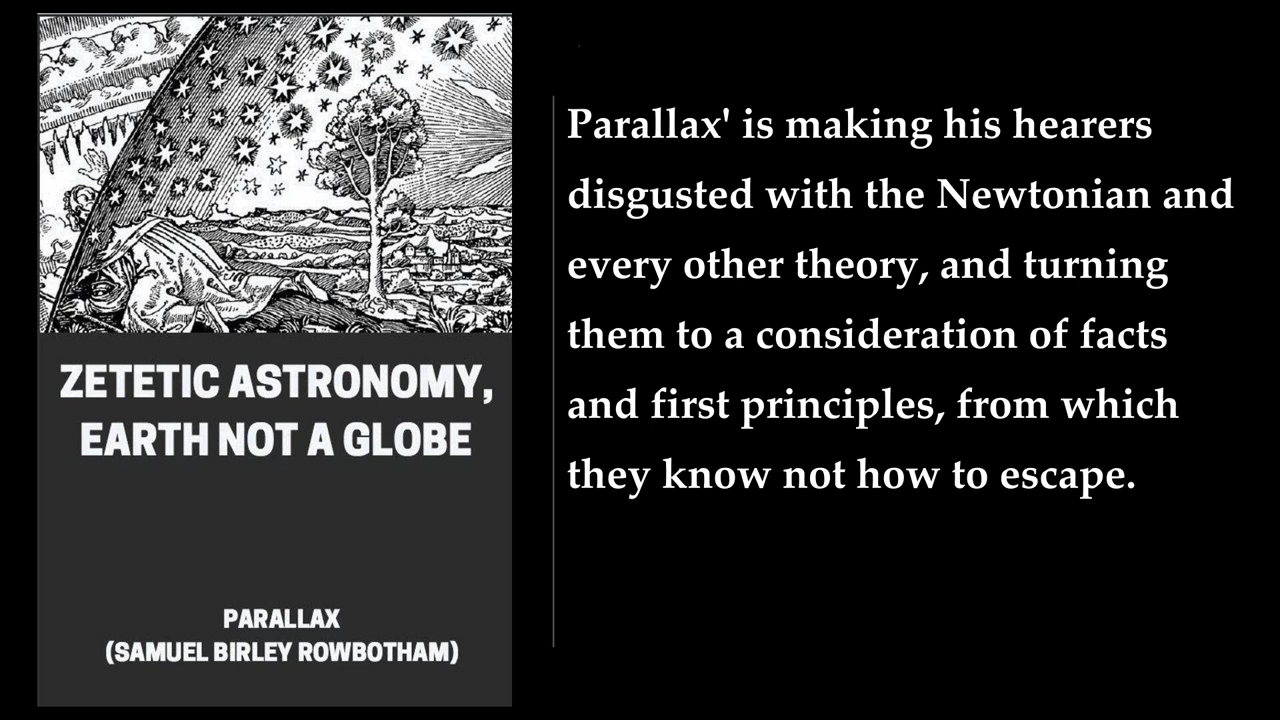 ZETETIC ASTRONOMY,
EARTH NOT A GLOBE
PARALLAX
(SAMUEL BIRLEY ROWBOTHAM)
Parallax' is making his hearers
disgusted with the Newtonian and
every other theory, and turning
them to a consideration of facts
and first principles, from which
they know not how to escape.